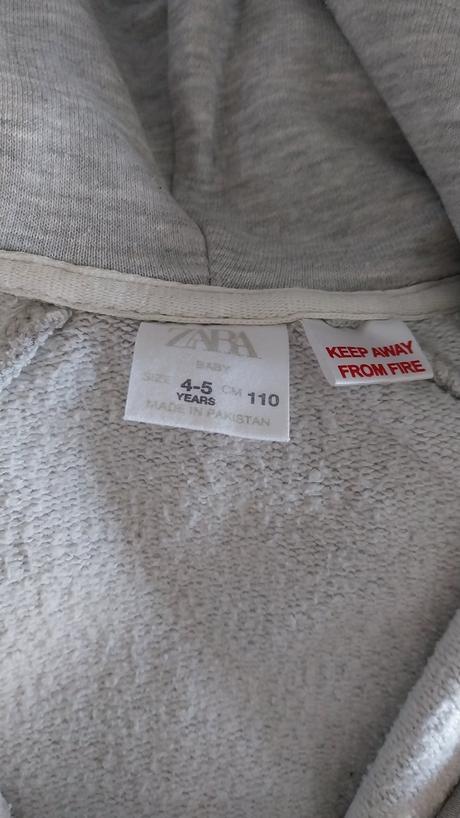 ZARA
BABY
SIZE 4-5 YEARS CM 110
MADE IN PAKISTAN
KEEP AWAY
FROM FIRE